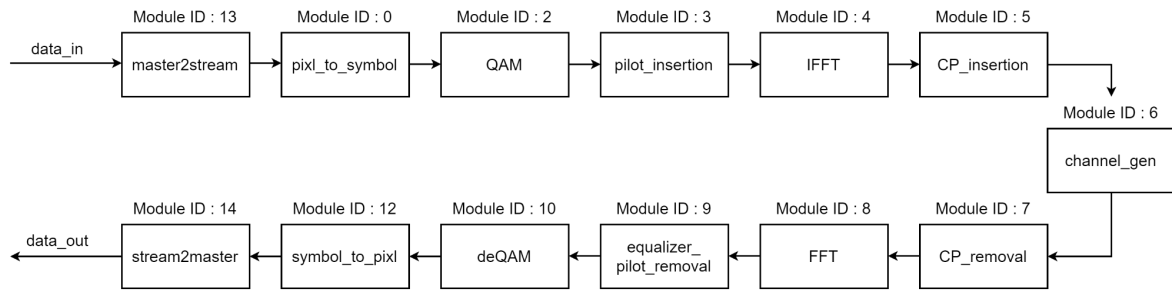 Module ID : 13
Module ID : 0
Module ID : 2
Module ID : 3
Module ID : 4
Module ID : 5
data_in
master2stream
pixl_to_symbol
QAM
pilot_insertion
IFFT
CP_insertion
Module ID : 6
channel_gen
Module ID : 14
Module ID : 12
Module ID : 10
Module ID : 9
Module ID : 8
Module ID : 7
data_out
stream2master
symbol_to_pixl
deQAM
equalizer_
pilot_removal
FFT
CP_removal